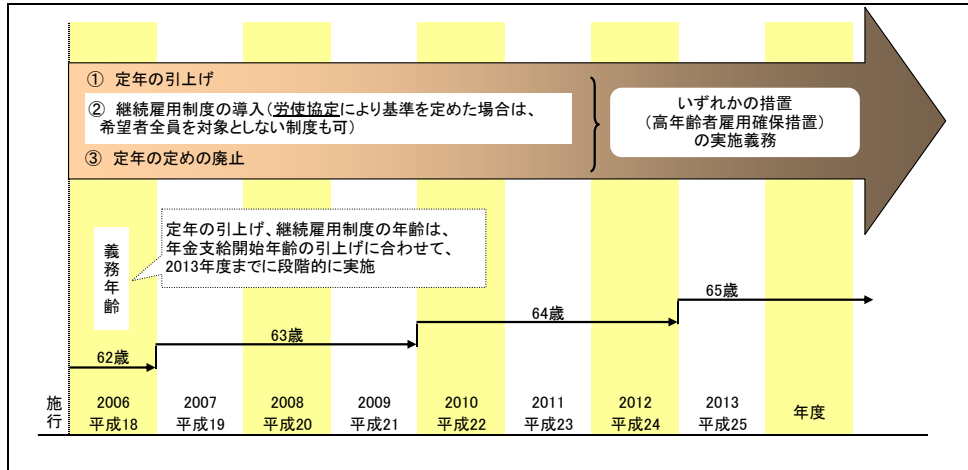 ① 定年の引上げ
② 継続雇用制度の導入(労使協定により基準を定めた場合は、
希望者全員を対象としない制度も可)
③ 定年の定めの廃止
いずれかの措置
(高年齢者雇用確保措置)
の実施義務
義務年齢
定年の引上げ、継続雇用制度の年齢は、
年金支給開始年齢の引上げに合わせて、
2013年度までに段階的に実施
62歳
63歳
64歳
65歳
施行
2006 2007 2008 2009 2010 2011 2012 2013 年度
平成18 平成19 平成20 平成21 平成22 平成23 平成24 平成25